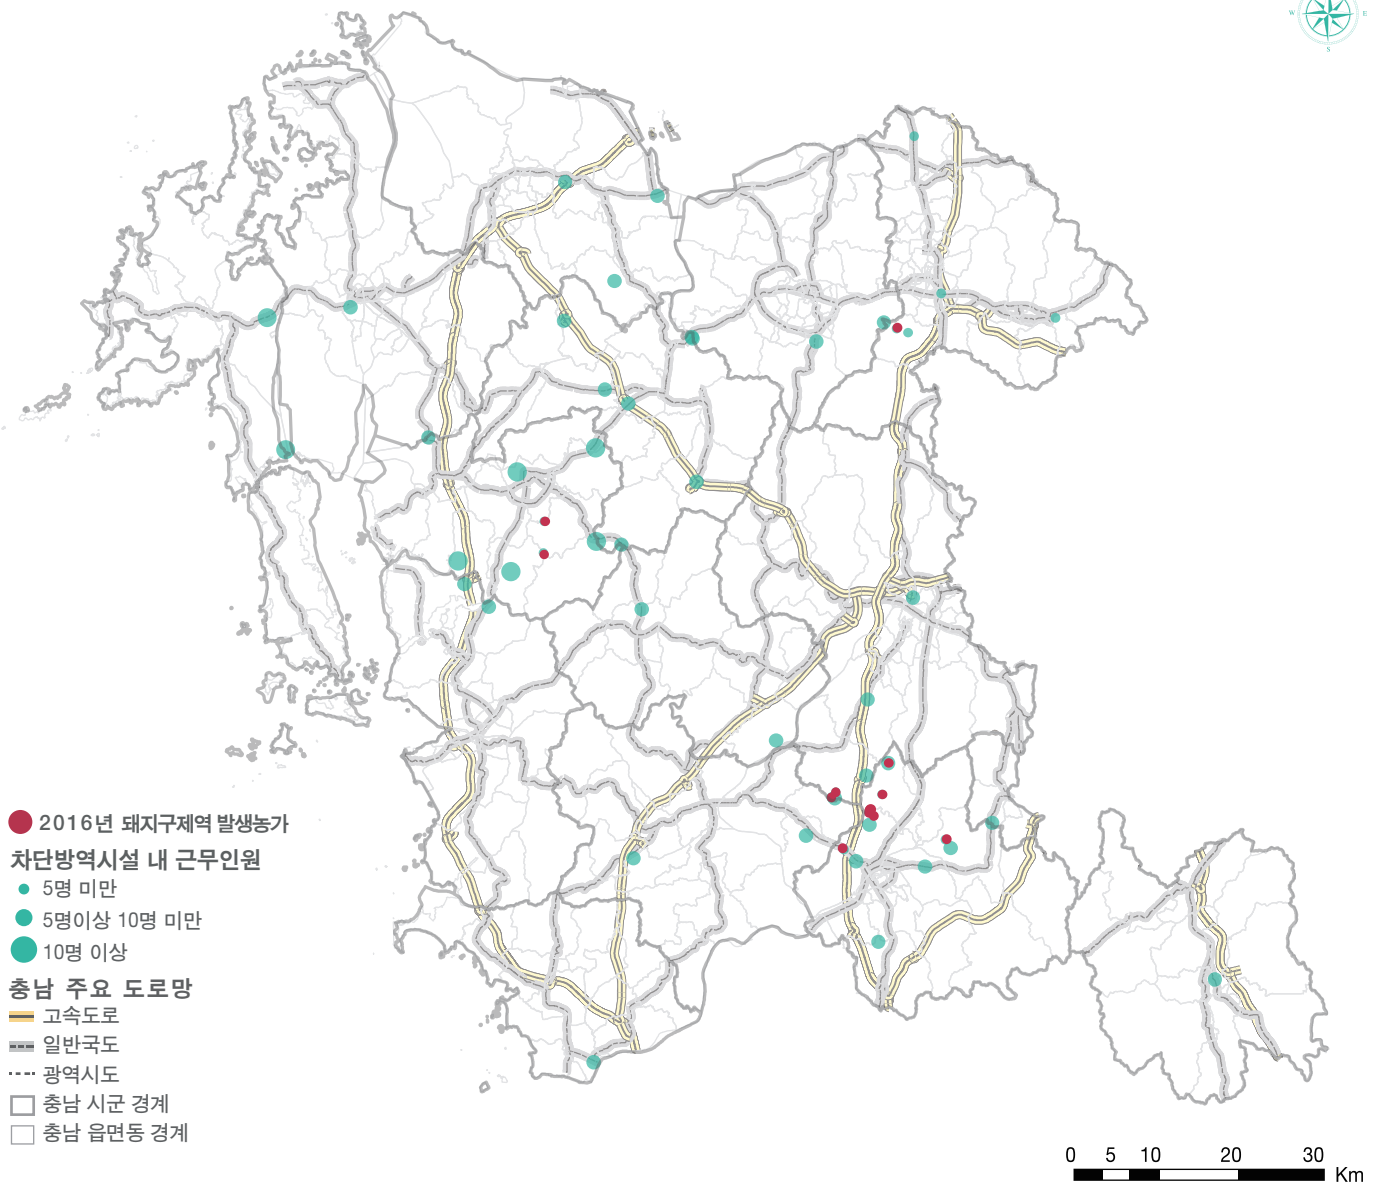 W E
S
2016년 돼지구제역 발생농가
차단방역시설 내 근무인원
5명 미만
5명이상 10명 미만
10명 이상
충남 주요 도로망
고속도로
일반국도
광역시도
충남 시군 경계
충남 읍면동 경계
0 5 10 20 30
Km